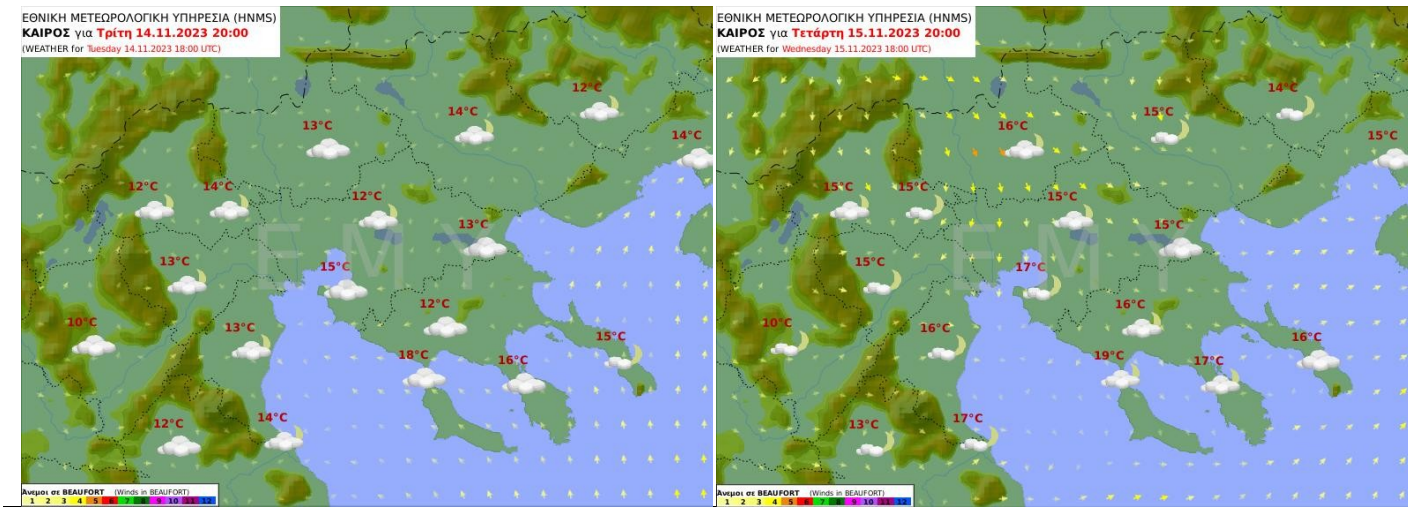 ΕΘΝΙΚΗ ΜΕΤΕΩΡΟΛΟΓΙΚΗ ΥΠΗΡΕΣΙΑ (HNMS)
ΚΑΙΡΟΣ για Τρίτη 14.11.2023 20:00
(WEATHER for Tuesday 14.11.2023 18:00 UTC)
12°C
14°C
13°C
14°C
12°C
14°C
12°C
13°C
ΕΜΥ
13°C
15°C
12°C
10°C
13°C
15°C
18°C
16°C
12°C
14°C
Άνεμοι σε BEAUFORT (Winds in BEAUFORT)
1 2 3 4 5 6 7 8 9 10 11 12
ΕΘΝΙΚΗ ΜΕΤΕΩΡΟΛΟΓΙΚΗ ΥΠΗΡΕΣΙΑ (HNMS)
ΚΑΙΡΟΣ για Τετάρτη 15.11.2023 20:00
(WEATHER for Wednesday 15.11.2023 18:00 UTC)
14°C
15°C
16°C
15°C
15°C
15°C
15°C
15°C
ΕΜΥ
15°C
17°C
16°C
10°C
16°C
16°C
19°C
17°C
13°C
17°C
Άνεμοι σε BEAUFORT (Winds in BEAUFORT)
1 2 3 4 5 6 7 8 9 10 11 12